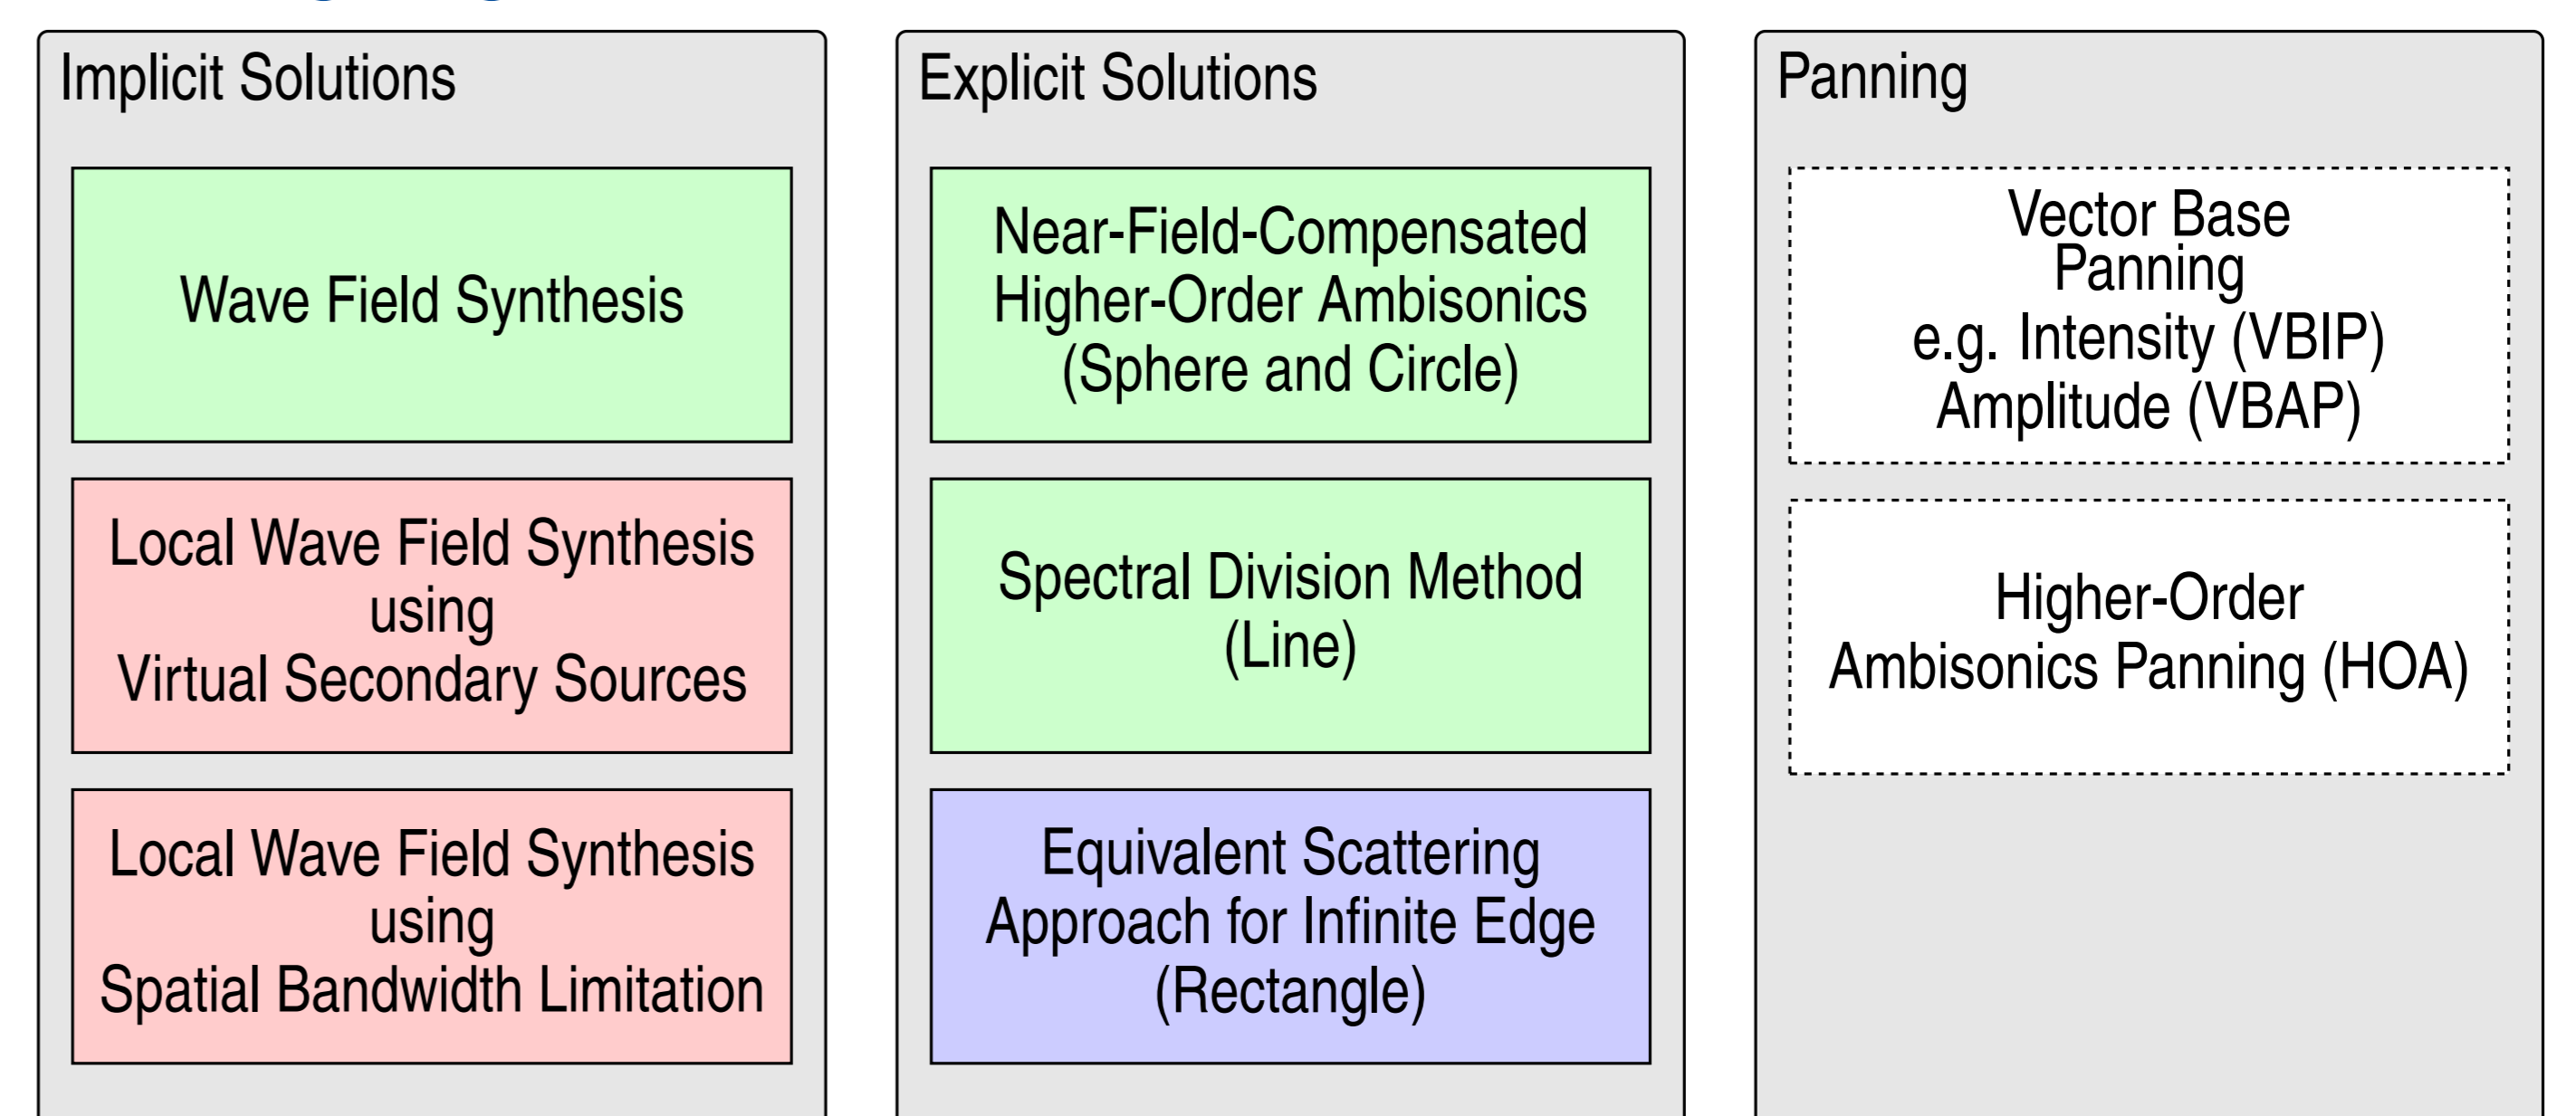 Implicit Solutions
Wave Field Synthesis
Local Wave Field Synthesis
using
Virtual Secondary Sources
Local Wave Field Synthesis
using
Spatial Bandwidth Limitation
Explicit Solutions
Near-Field-Compensated
Higher-Order Ambisonics
(Sphere and Circle)
Spectral Division Method
(Line)
Equivalent Scattering
Approach for Infinite Edge
(Rectangle)
Panning
Vector Base
Panning
e.g. Intensity (VBIP)
Amplitude (VBAP)
Higher-Order
Ambisonics Panning (HOA)